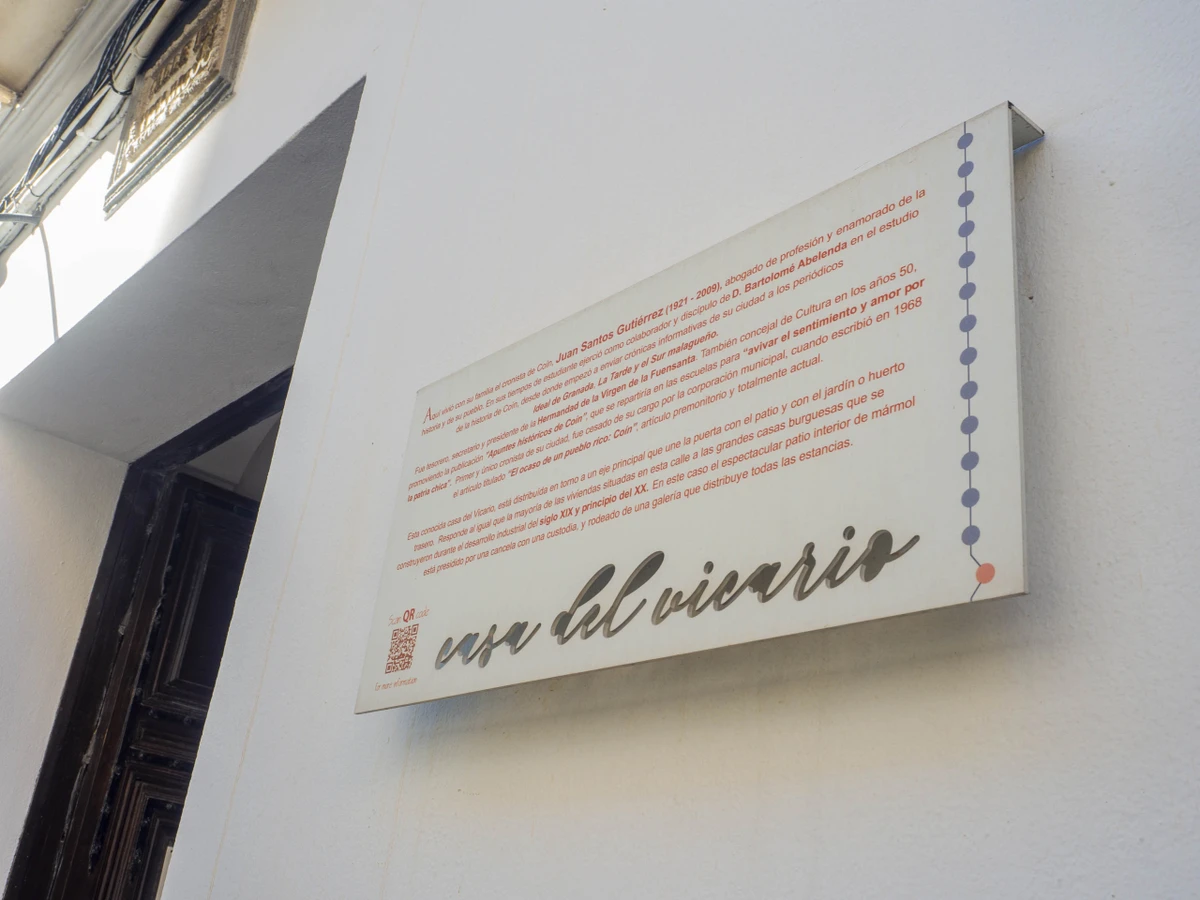 Aquí vivió con su familia el cronista de Coín, Juan Santos Gutiérrez (1921 - 2009), abogado de profesión y enamorado de la
historia y de su pueblo. En sus tiempos de estudiante ejerció como colaborador y discípulo de D. Bartolomé Abelenda en el estudio
de la historia de Coín, desde donde empezó a enviar crónicas informativas de su ciudad a los periódicos
Ideal de Granada, La Tarde y el Sur malagueño.
Fue tesorero, secretario y presidente de la Hermandad de la Virgen de la Fuensanta. También concejal de Cultura en los años 50,
promoviendo la publicación "Apuntes históricos de Coín", que se repartiría en las escuelas para "avivar el sentimiento y amor por
la patria chica". Primer y único cronista de su ciudad, fue cesado de su cargo por la corporación municipal, cuando escribió en 1968
el artículo titulado "El ocaso de un pueblo rico: Coín", artículo premonitorio y totalmente actual.
Esta conocida casa del Vicario, está distribuída en torno a un eje principal que une la puerta con el patio y con el jardín o huerto
trasero. Responde al igual que la mayoría de las viviendas situadas en esta calle a las grandes casas burguesas que se
construyeron durante el desarrollo industrial del siglo XIX y principio del XX. En este caso el espectacular patio interior de mármol
está presidido por una cancela con una custodia, y rodeado de una galería que distribuye todas las estancias.
Scan QR code
For more information
casa del vicario